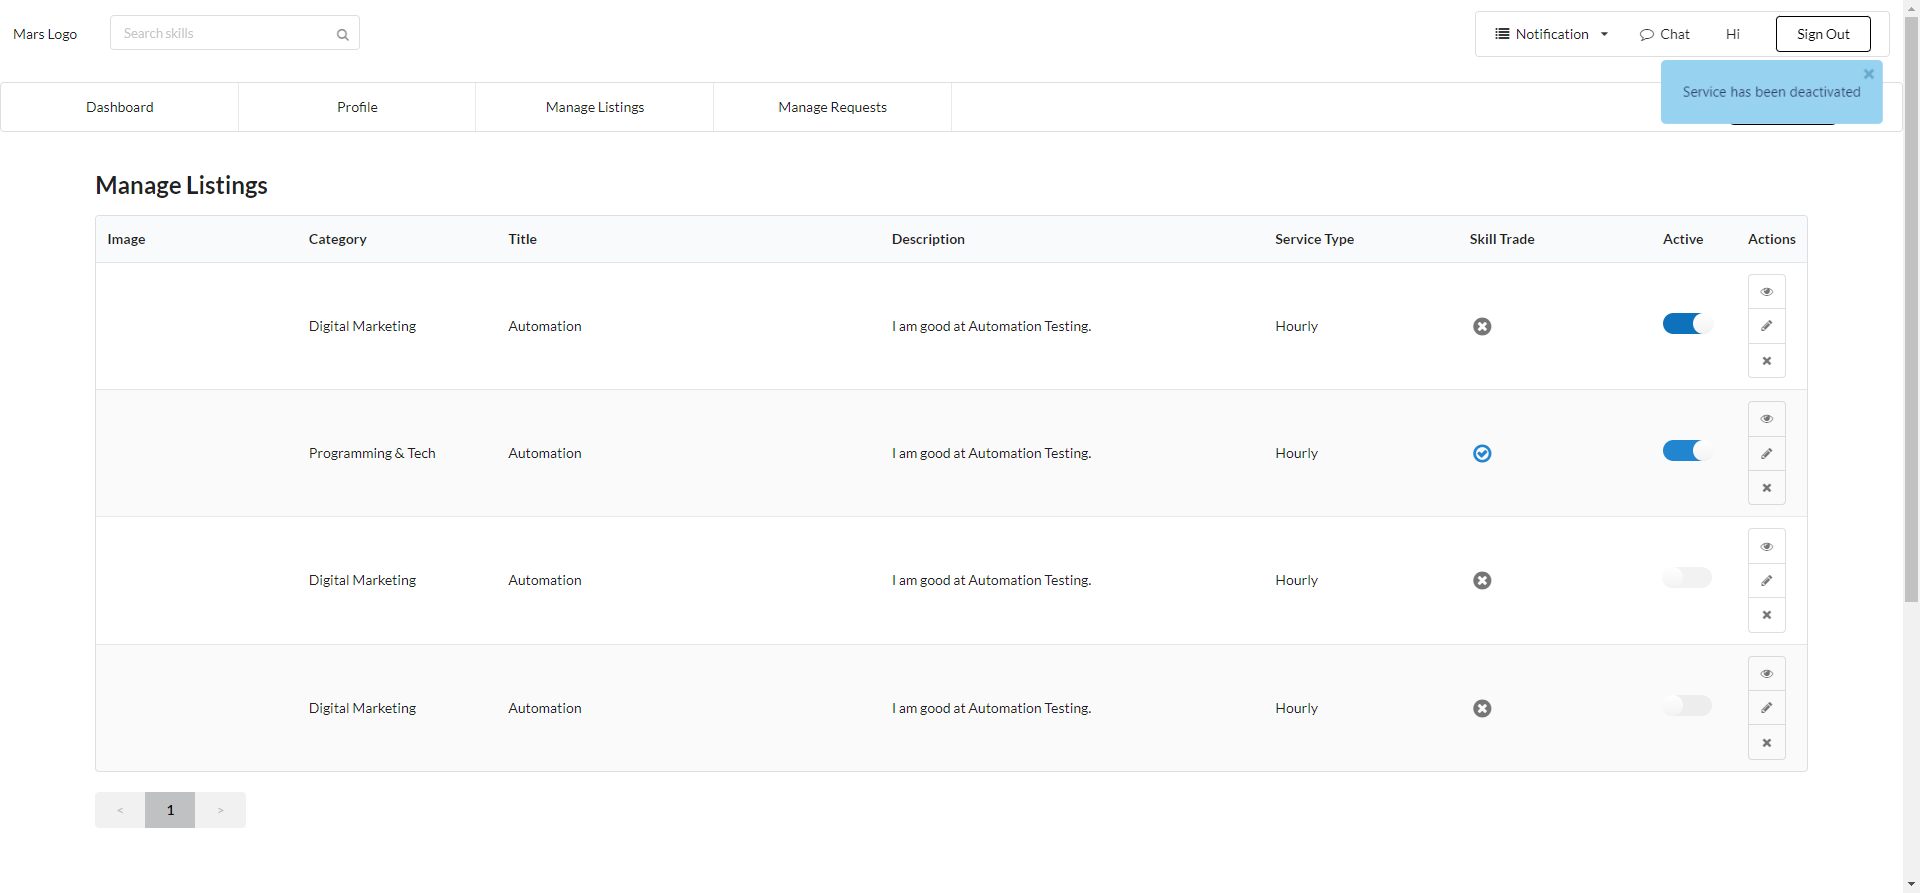 Mars Logo
Search skills
Notification
Chat
Hi
Sign Out
Service has been deactivated
Dashboard
Profile
Manage Listings
Manage Requests
Manage Listings
Image Category Title Description Service Type Skill Trade Active Actions
Digital Marketing Automation I am good at Automation Testing. Hourly
Programming & Tech Automation I am good at Automation Testing. Hourly
Digital Marketing Automation I am good at Automation Testing. Hourly
Digital Marketing Automation I am good at Automation Testing. Hourly
< 1 >